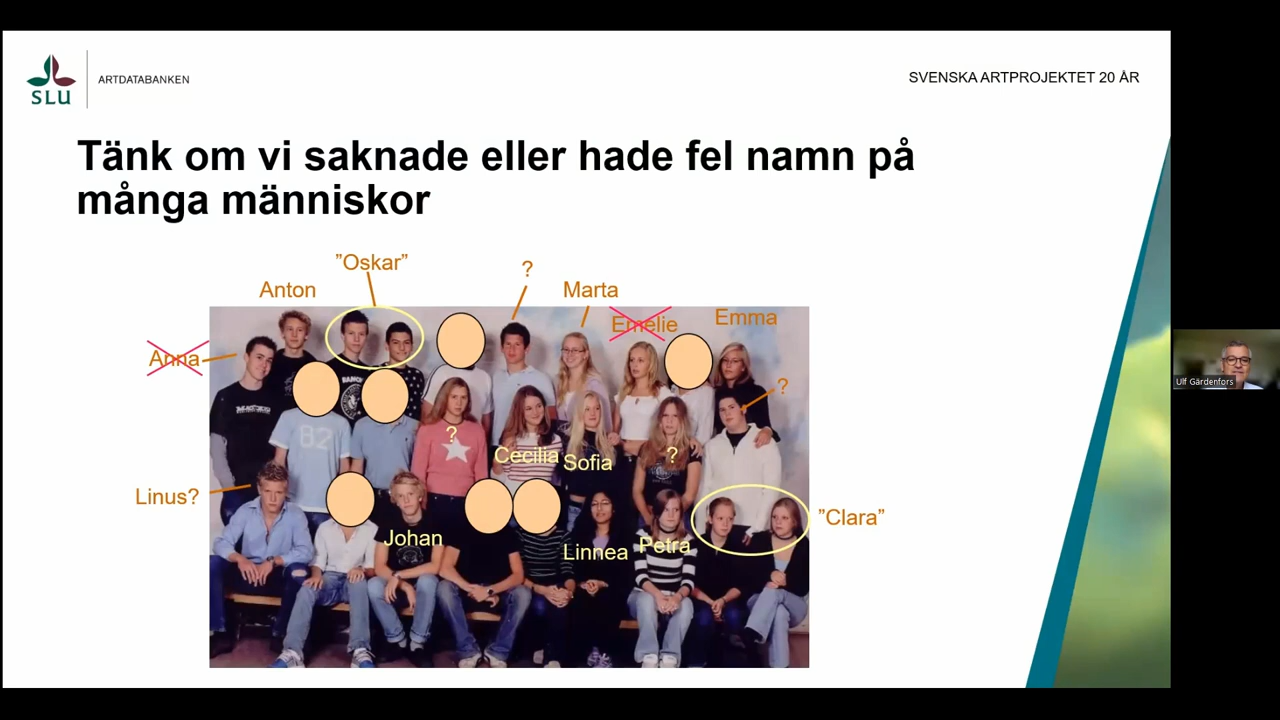 SLU
ARTDATABANKEN
SVENSKA ARTPROJEKTET 20 ÅR
Tänk om vi saknade eller hade fel namn på
många människor
”Oskar”
?
Anton
Marta
Emelie
Emma
Anna
?
82
?
Cecilia
Sofia
?
Linus?
”Clara”
Johan
Linnea
Petra
Ulf Gärdenfors